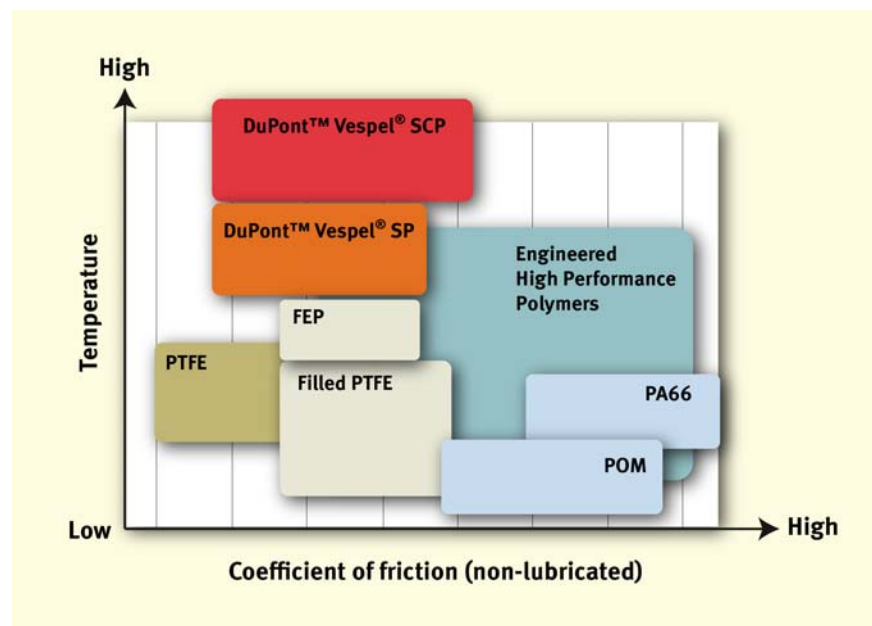 High
DuPont™ Vespel® SCP
DuPont™ Vespel® SP
Engineered
High Performance
Polymers
FEP
PTFE
Filled PTFE
PA66
POM
Temperature
Low
High
Coefficient of friction (non-lubricated)